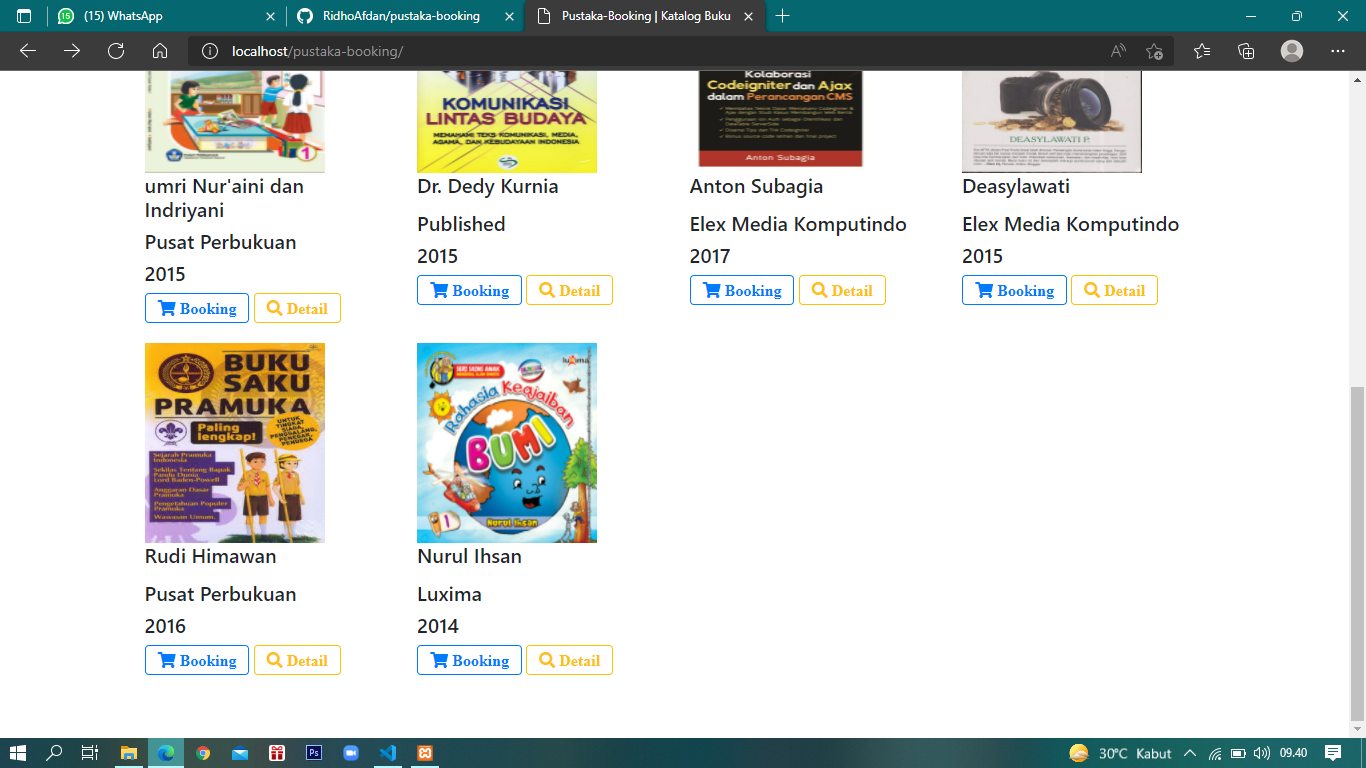 (15) WhatsApp
RidhoAfdan/pustaka-booking
Pustaka-Booking | Katalog Buku
localhost/pustaka-booking/
1
KOMUNIKASI
LINTAS BUDAYA
MEMAHAMI TEKS KOMUNIKASI, MEDIA,
AGAMA, DAN KEBUDAYAAN INDONESIA
Kolaborasi
Codeigniter dan Ajax
dalam Perancangan CMS
Anton Subagia
DEASYLAWATI P.
umri Nur'aini dan
Indriyani
Pusat Perbukuan
2015
Booking
Detail
Dr. Dedy Kurnia
Published
2015
Booking
Detail
Anton Subagia
Elex Media Komputindo
2017
Booking
Detail
Deasylawati
Elex Media Komputindo
2015
Booking
Detail
BUKU
SAKU
PRAMUKA
Paling
lengkap!
UNTUK
TINGKAT
SIAGA,
PENGGALANG,
PENEGAK,
PENDEGA
Sejarah Pramuka
Indonesia
Sekilas Tentang Bapak
Pandu Dunia
Lord Baden-Powell
Anggaran Dasar
Pramuka
Pengetahuan Populer
Pramuka
Wawasan Umum.
Rudi Himawan
Pusat Perbukuan
2016
Booking
Detail
luxima
Rahasia Keajaiban
BUMI
1
Nurul Ihsan
Nurul Ihsan
Luxima
2014
Booking
Detail
30°C Kabut
09.40